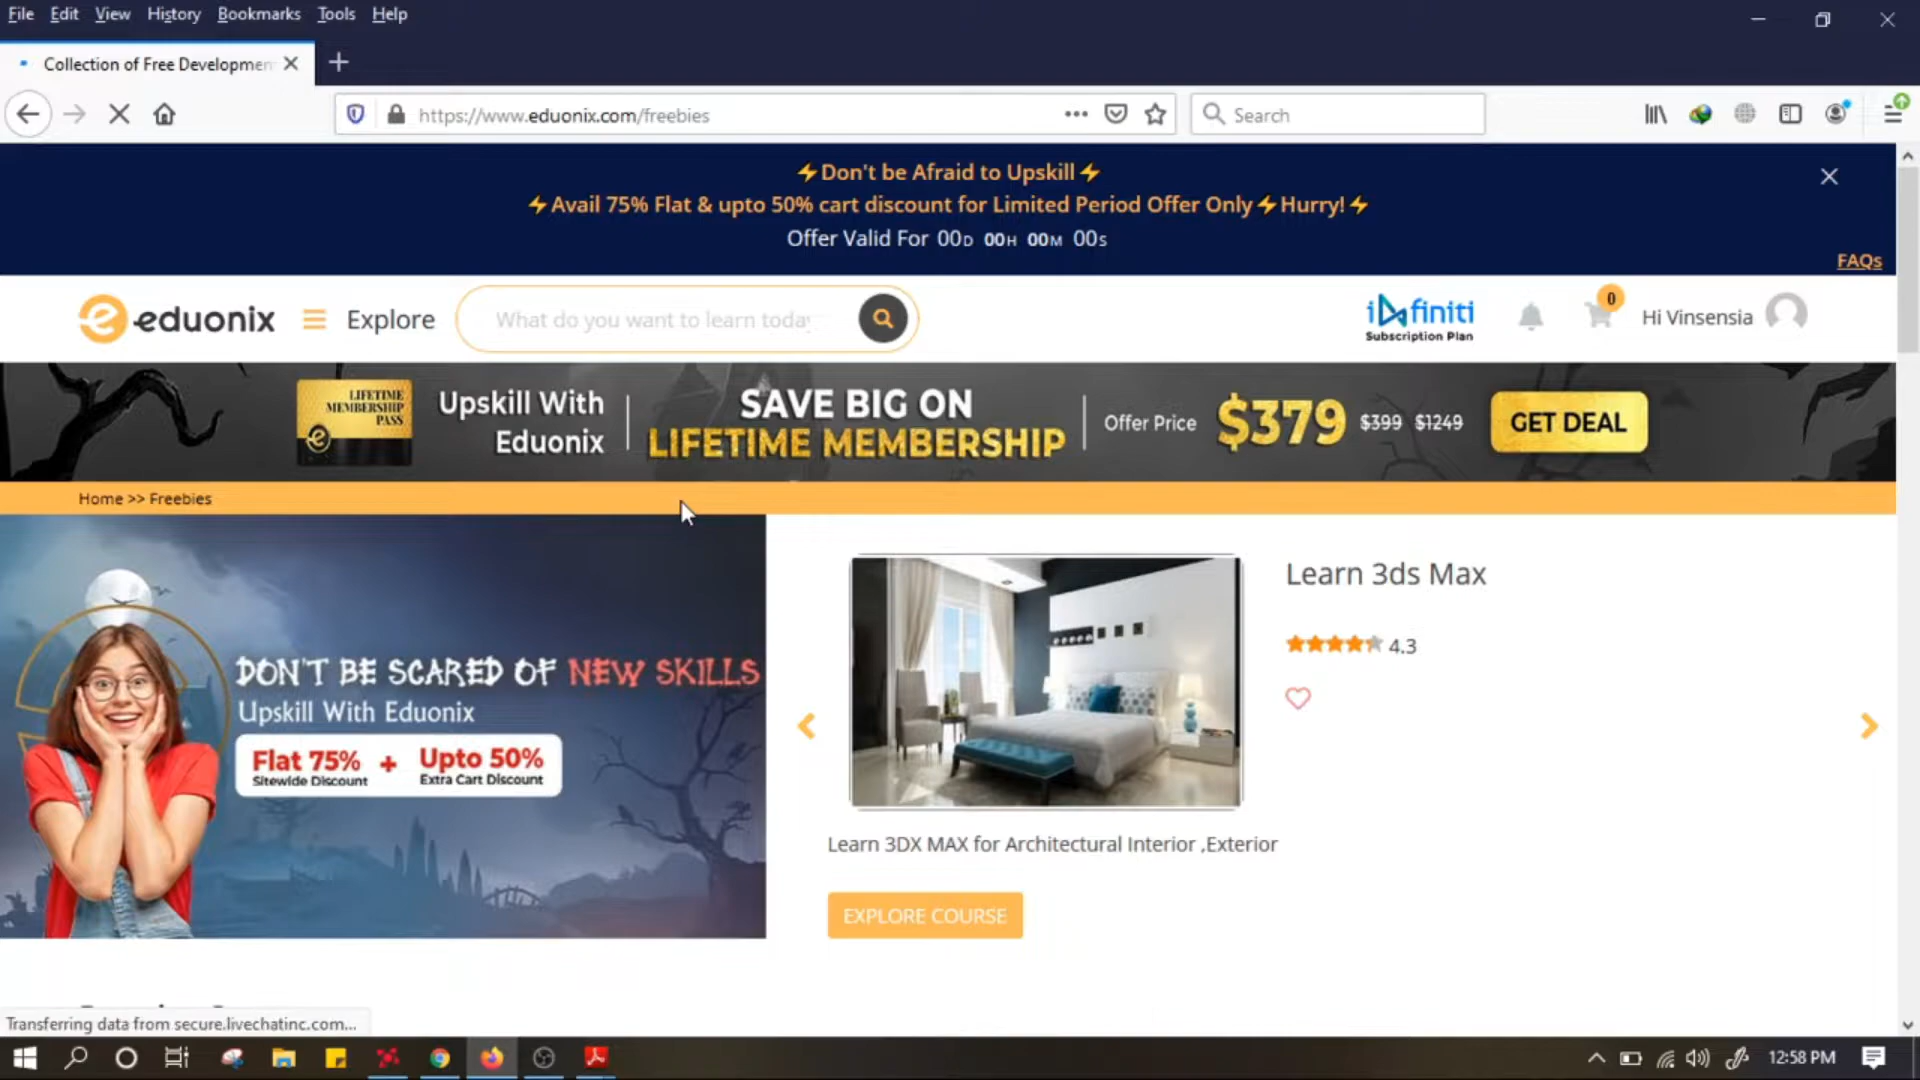 File Edit View History Bookmarks Tools Help
Collection of Free Developmen
https://www.eduonix.com/freebies
Search
⚡Don't be Afraid to Upskill⚡
⚡Avail 75% Flat & upto 50% cart discount for Limited Period Offer Only⚡Hurry!⚡
Offer Valid For 00D 00H 00M 00S
FAQs
eduonix
Explore
What do you want to learn today
infiniti
Subscription Plan
0
Hi Vinsensia
LIFETIME
MEMBERSHIP
PASS
Upskill With
Eduonix
SAVE BIG ON
LIFETIME MEMBERSHIP
Offer Price $379 $399 $1249
GET DEAL
Home >> Freebies
DON'T BE SCARED OF NEW SKILLS
Upskill With Eduonix
Flat 75% + Upto 50%
Sitewide Discount Extra Cart Discount
Learn 3ds Max
4.3
Learn 3DX MAX for Architectural Interior ,Exterior
EXPLORE COURSE
Transferring data from secure.livechatinc.com...
12:58 PM